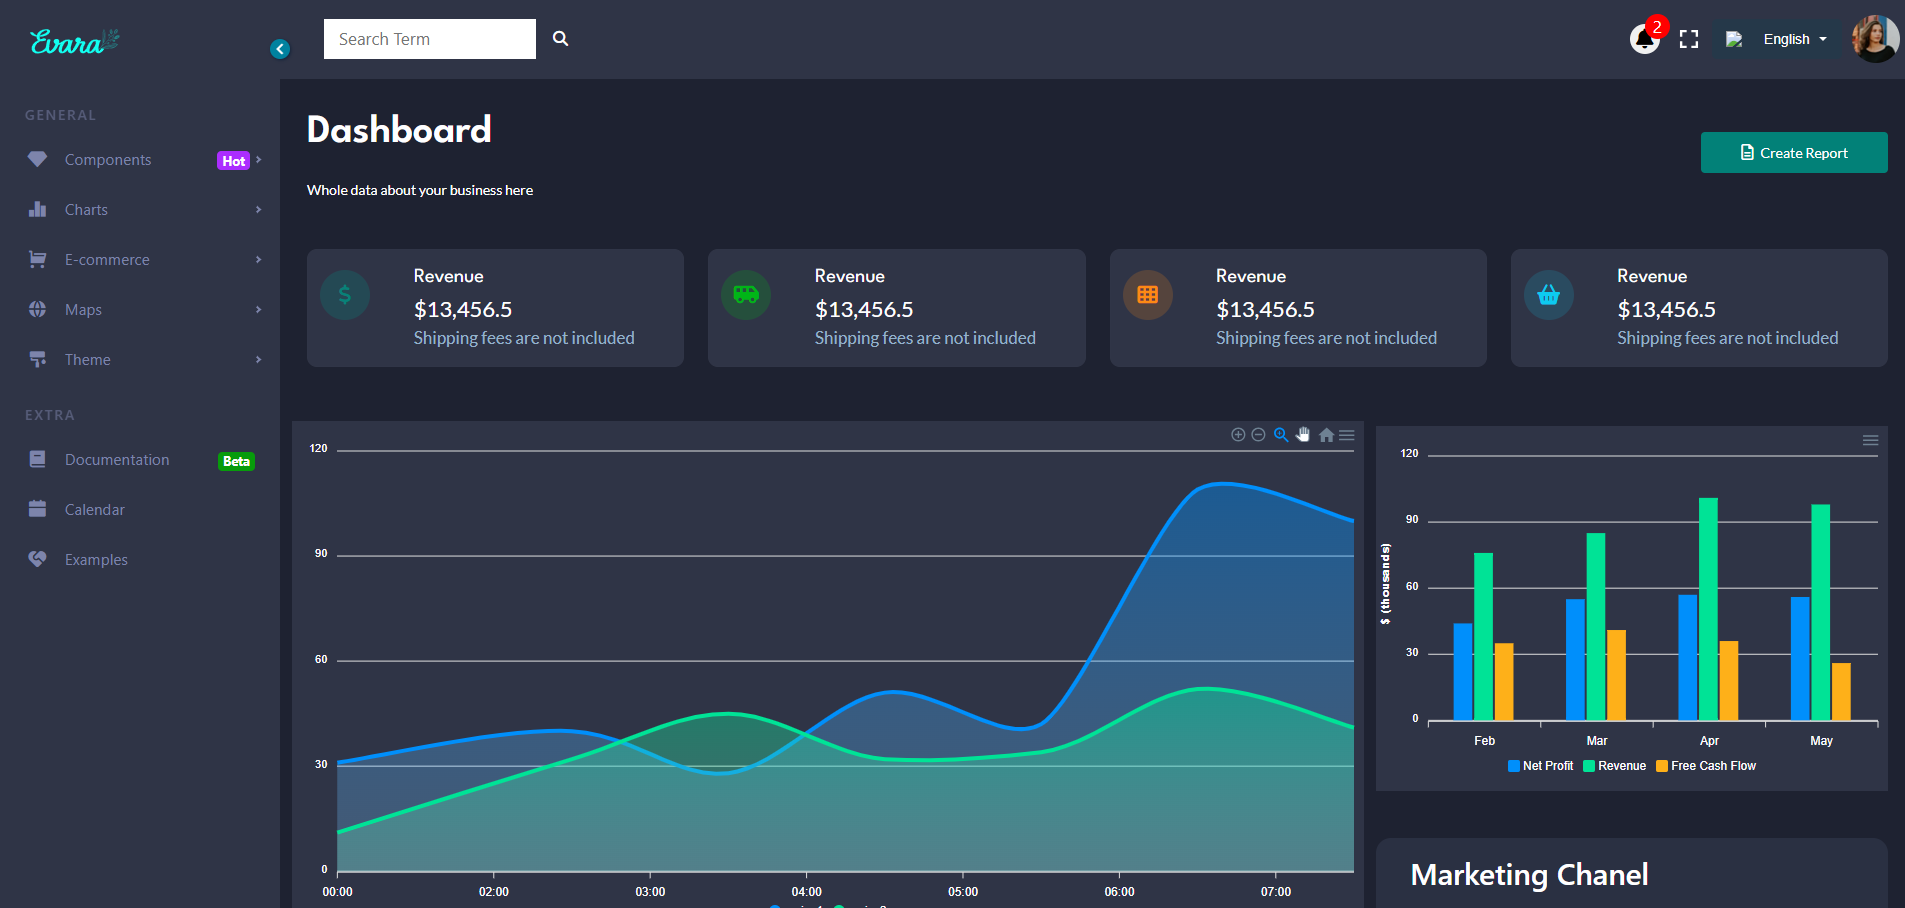 Evara
Search Term
2
English
GENERAL
Components
Hot
Charts
E-commerce
Maps
Theme
EXTRA
Documentation
Beta
Calendar
Examples
Dashboard
Whole data about your business here
Create Report
Revenue
$13,456.5
Shipping fees are not included
Revenue
$13,456.5
Shipping fees are not included
Revenue
$13,456.5
Shipping fees are not included
Revenue
$13,456.5
Shipping fees are not included
120
90
60
30
0
00:00
02:00
03:00
04:00
05:00
06:00
07:00
120
90
60
30
0
$ (thousands)
Feb
Mar
Apr
May
Net Profit
Revenue
Free Cash Flow
Marketing Chanel